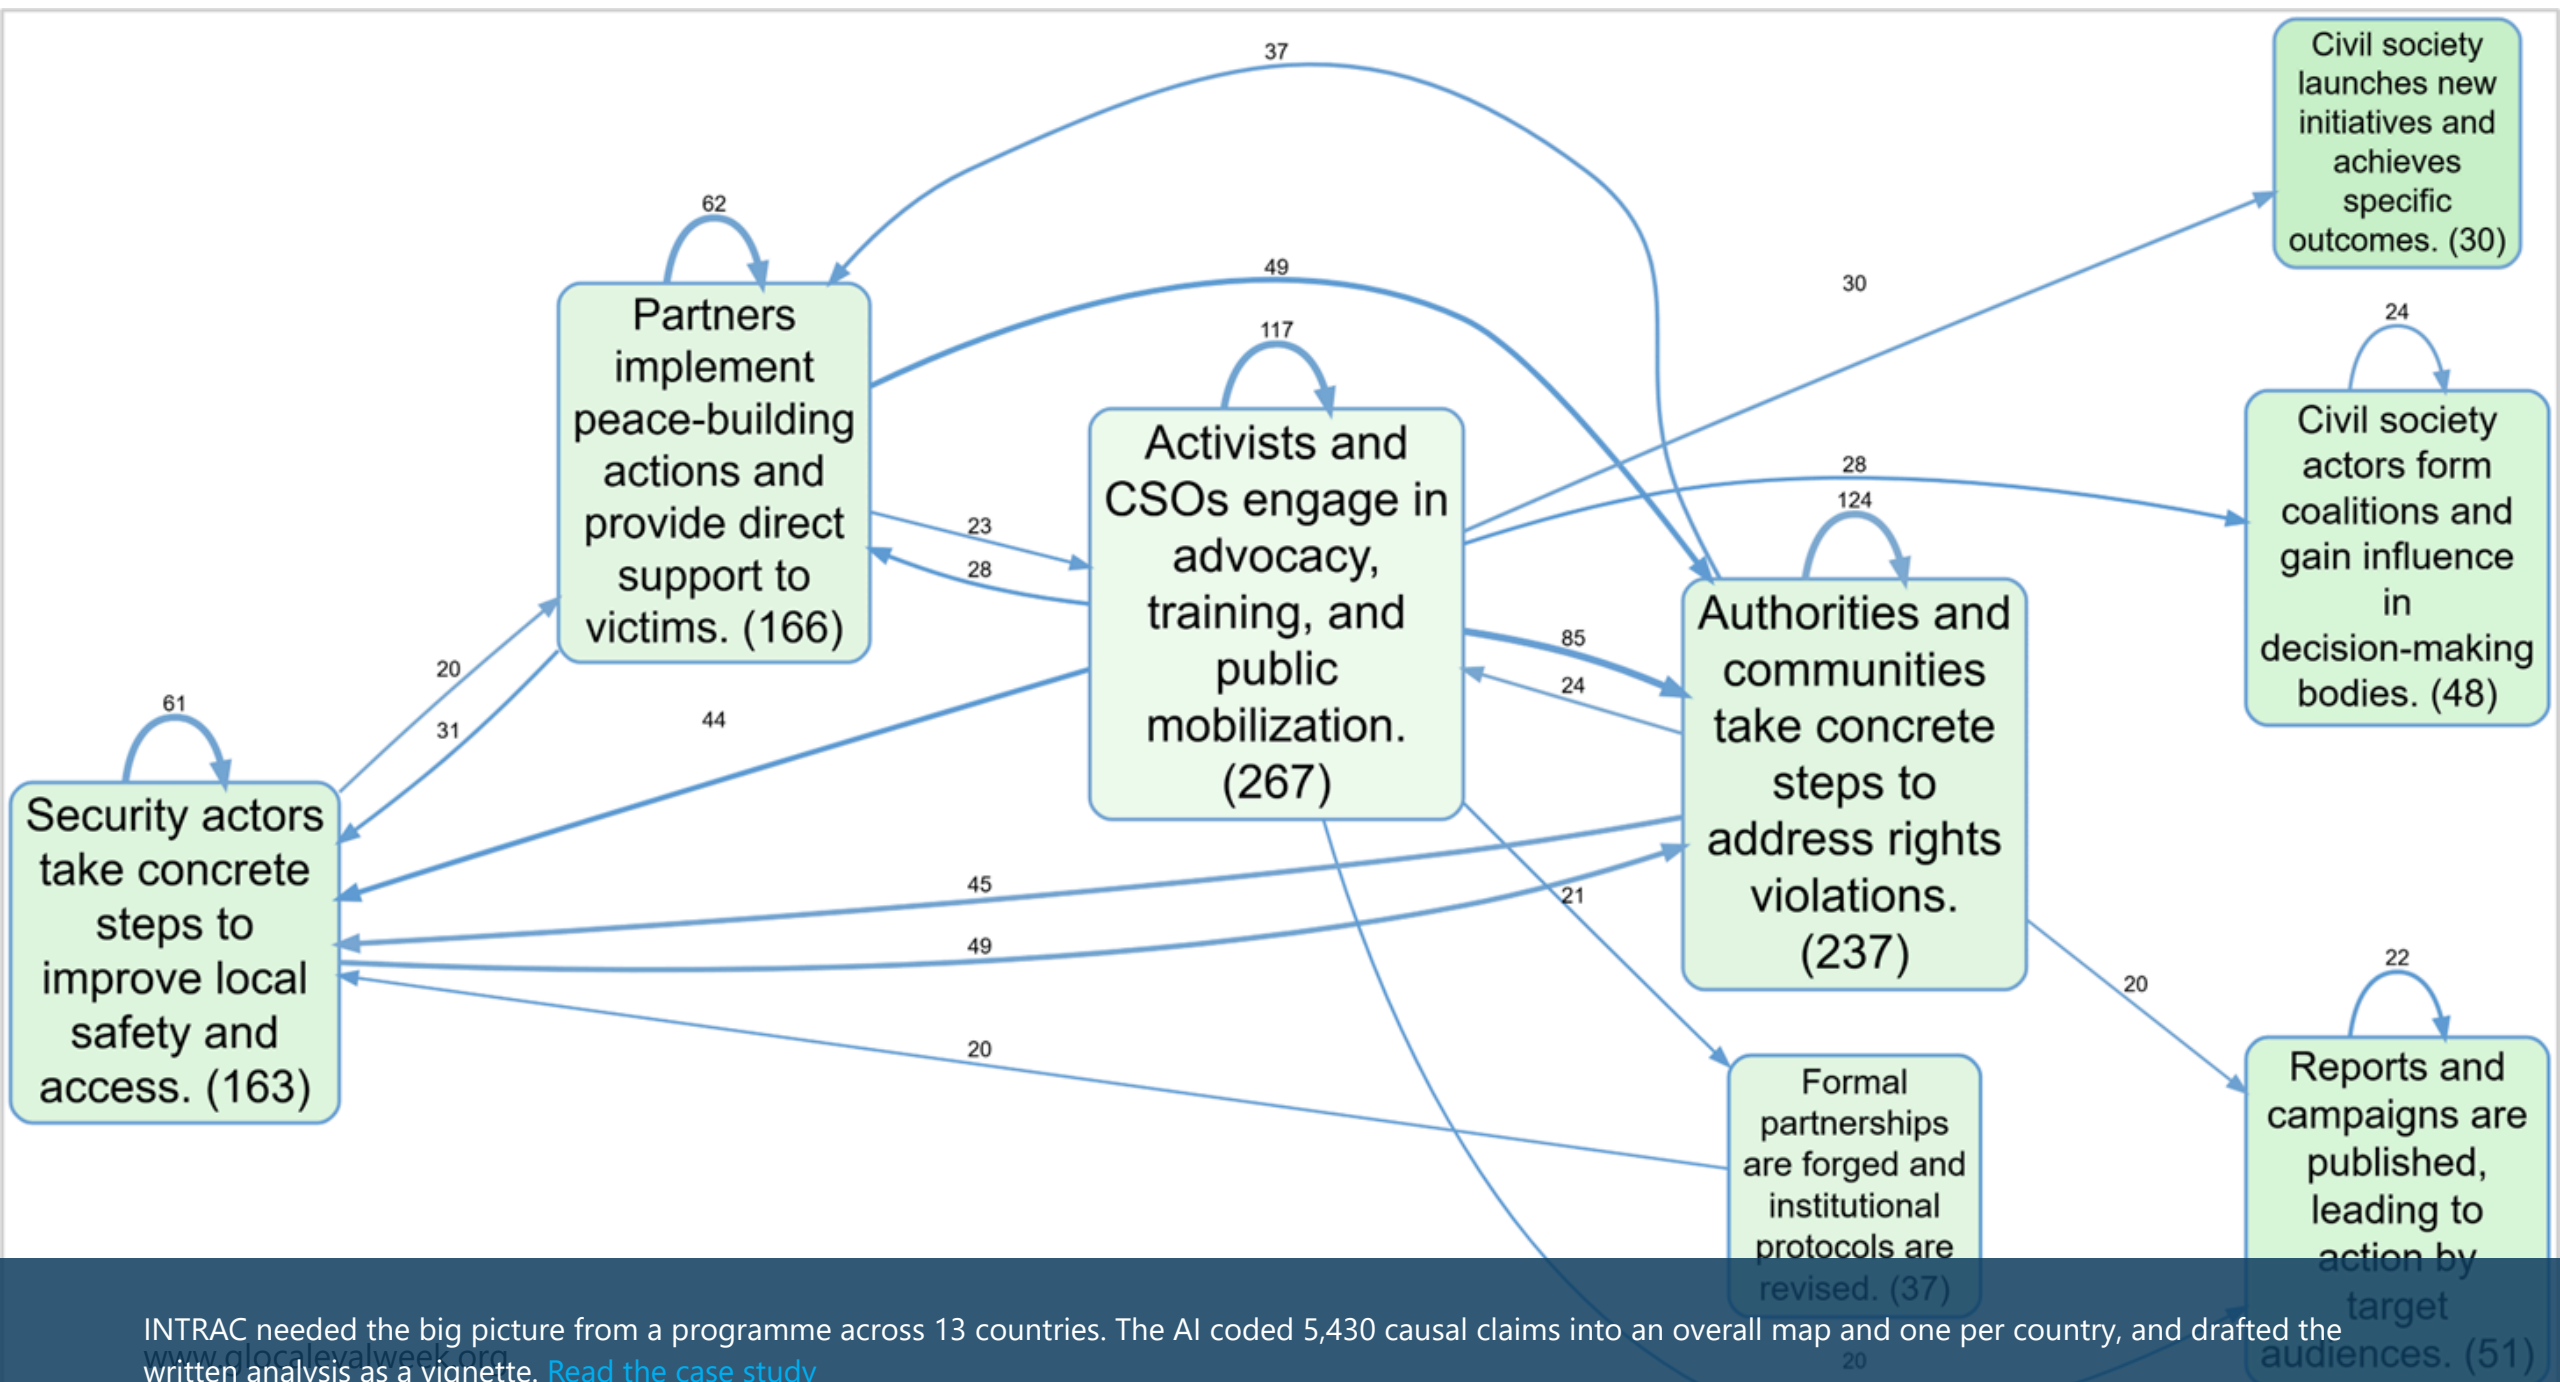 37
Civil society
launches new
initiatives and
achieves
specific
outcomes. (30)
62
49
30
117
24
28
124
Partners
implement
peace-building
actions and
provide direct
support to
victims. (166)
Activists and
CSOs engage in
advocacy,
training, and
public
mobilization.
(267)
Civil society
actors form
coalitions and
gain influence
in
decision-making
bodies. (48)
23
28
85
24
Authorities and
communities
take concrete
steps to
address rights
violations.
(237)
20
31
44
61
Security actors
take concrete
steps to
improve local
safety and
access. (163)
45
49
20
21
20
22
Formal
partnerships
are forged and
institutional
protocols are
revised. (37)
Reports and
campaigns are
published,
leading to
action by
target
audiences. (51)
20
INTRAC needed the big picture from a programme across 13 countries. The AI coded 5,430 causal claims into an overall map and one per country, and drafted the
www.glocalevalweek.org
written analysis as a vignette. Read the case study